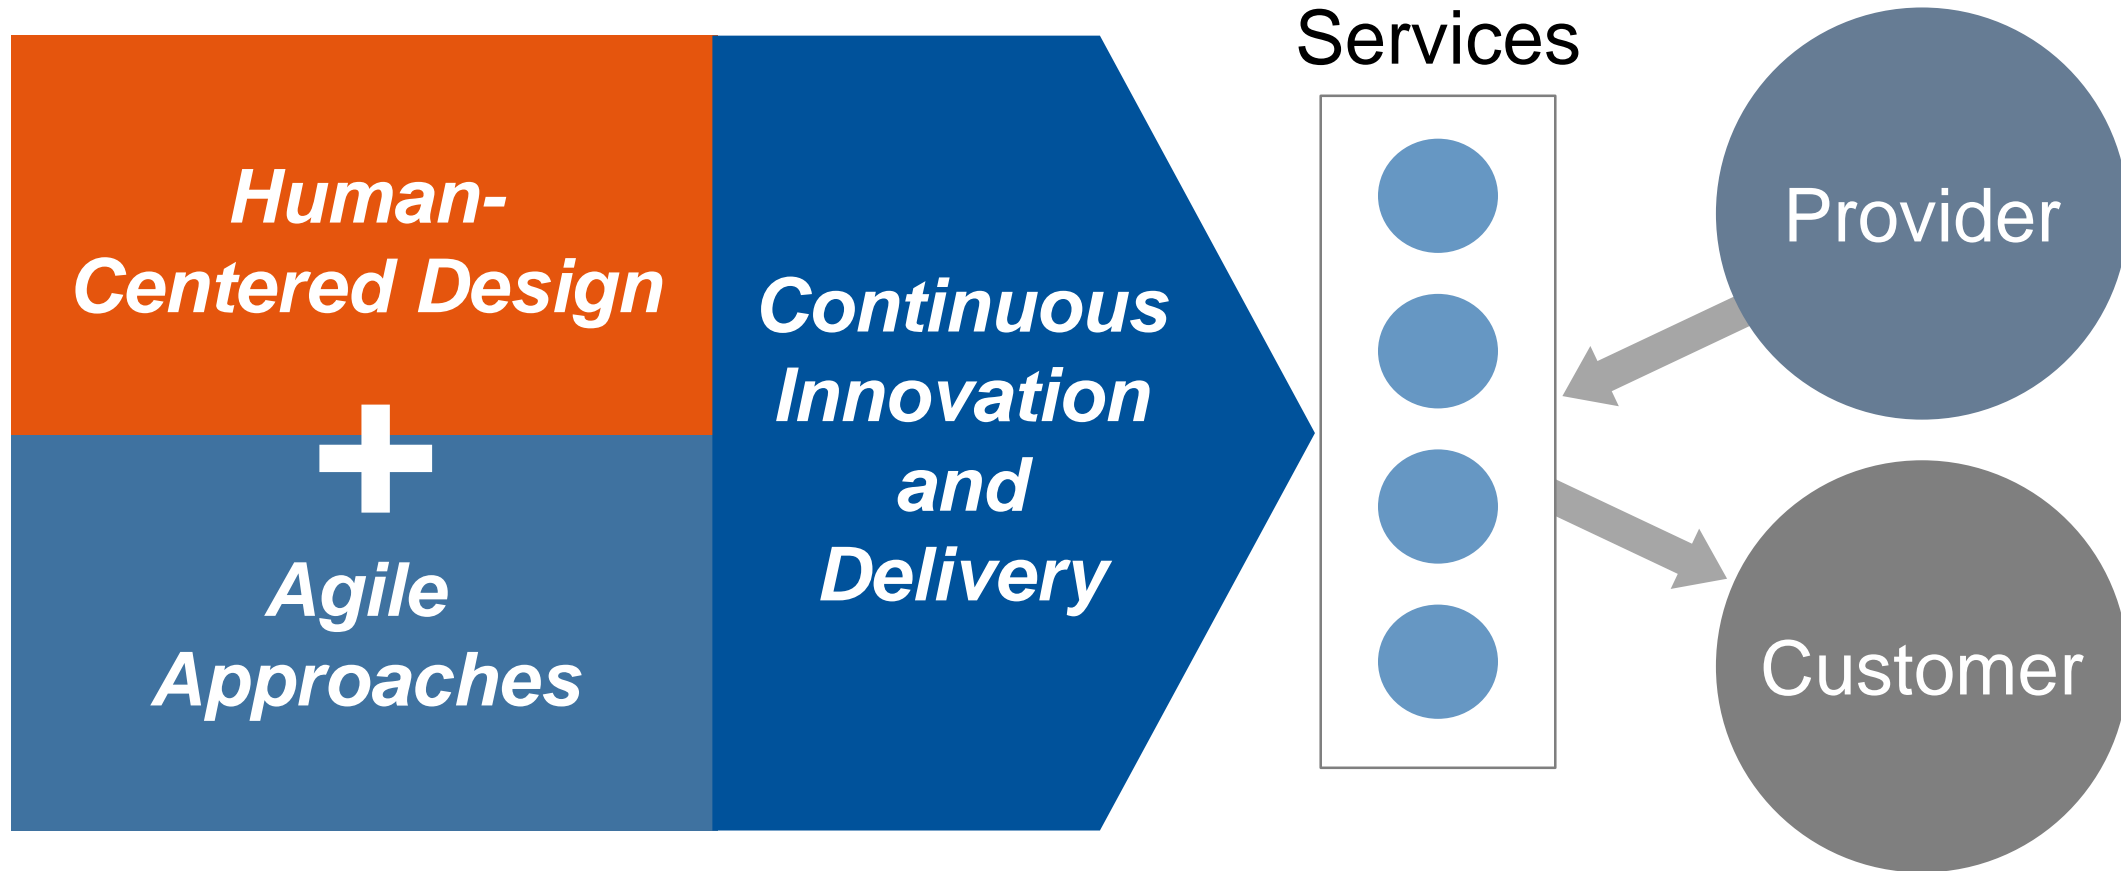 Human-
Centered Design
Agile
Approaches
Continuous
Innovation
and
Delivery
Services
Provider
Customer